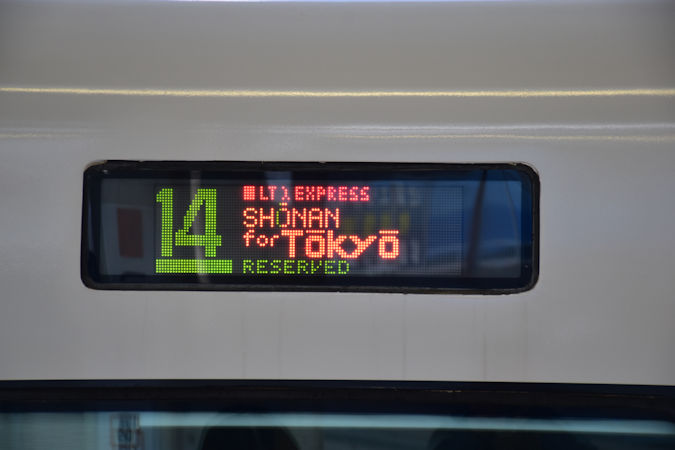 14
LTD EXPRESS
SHŌNAN
for Tōkyō
RESERVED